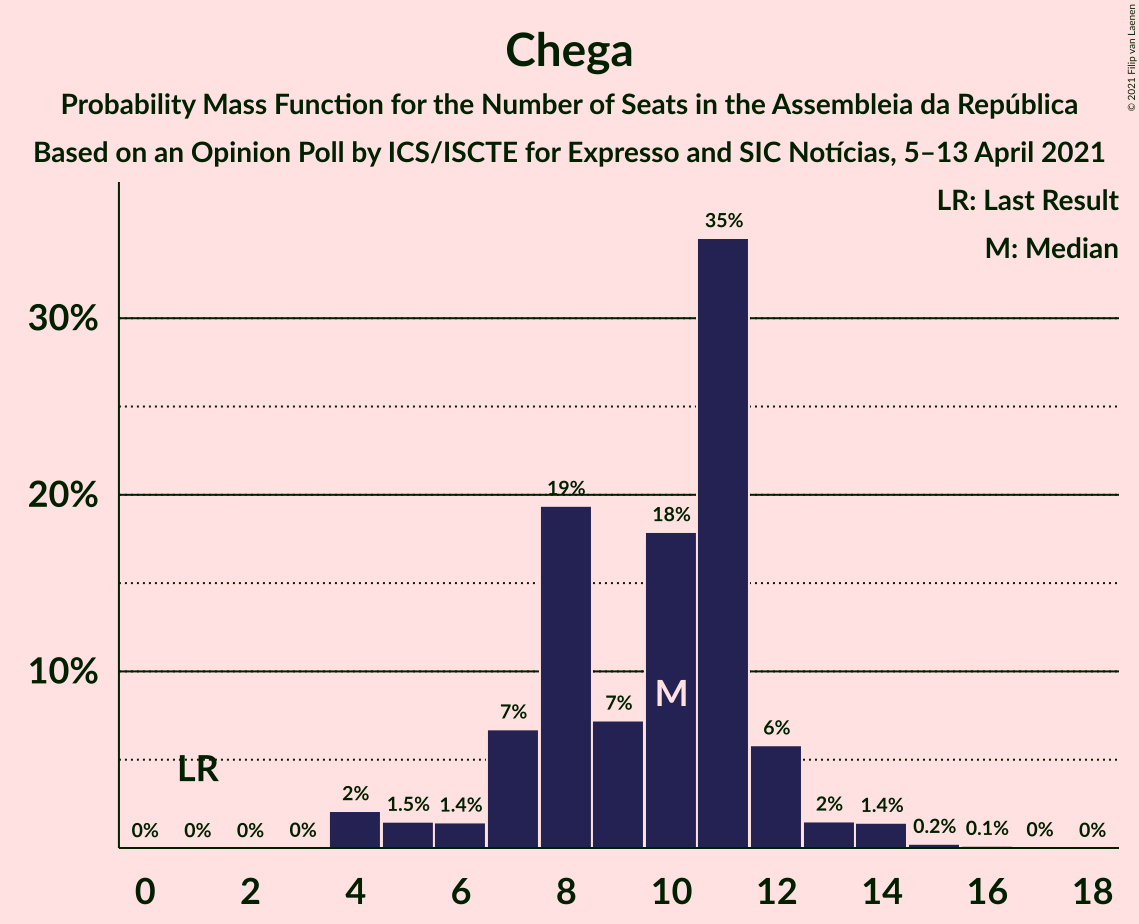 Chega
Probability Mass Function for the Number of Seats in the Assembleia da República
Based on an Opinion Poll by ICS/ISCTE for Expresso and SIC Notícias, 5–13 April 2021
© 2021 Filip van Laenen
LR: Last Result
M: Median
30%
20%
10%
0%
0%
0%
0%
2%
1.5%
1.4%
7%
19%
7%
18%
35%
6%
2%
1.4%
0.2%
0.1%
0%
0%
LR
M
0 2 4 6 8 10 12 14 16 18